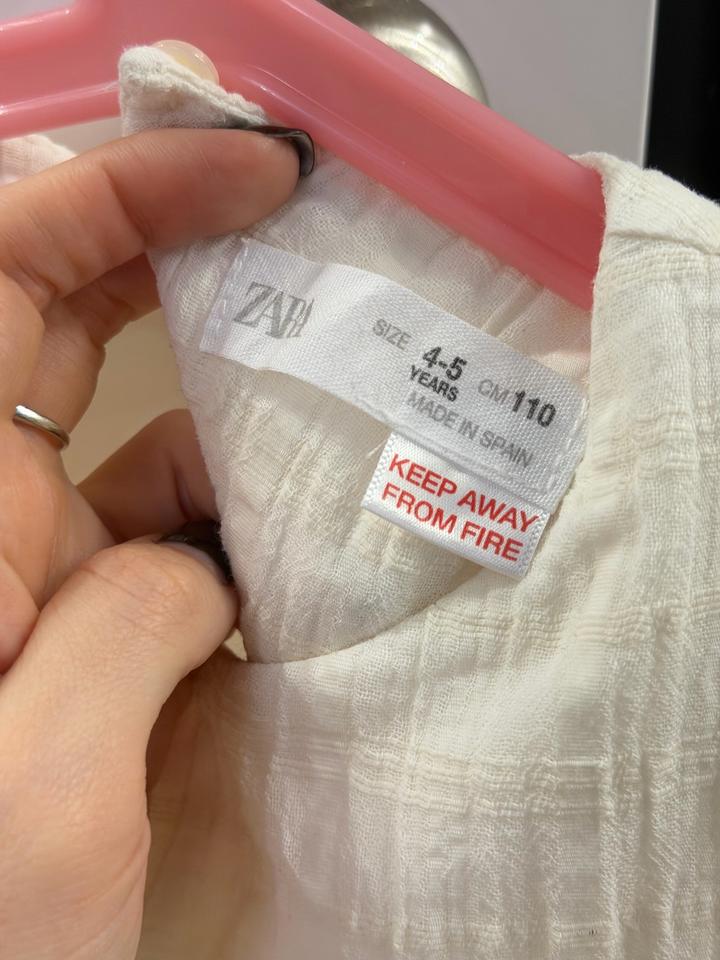 ZARA
SIZE 4-5 YEARS CM 110
MADE IN SPAIN
KEEP AWAY
FROM FIRE